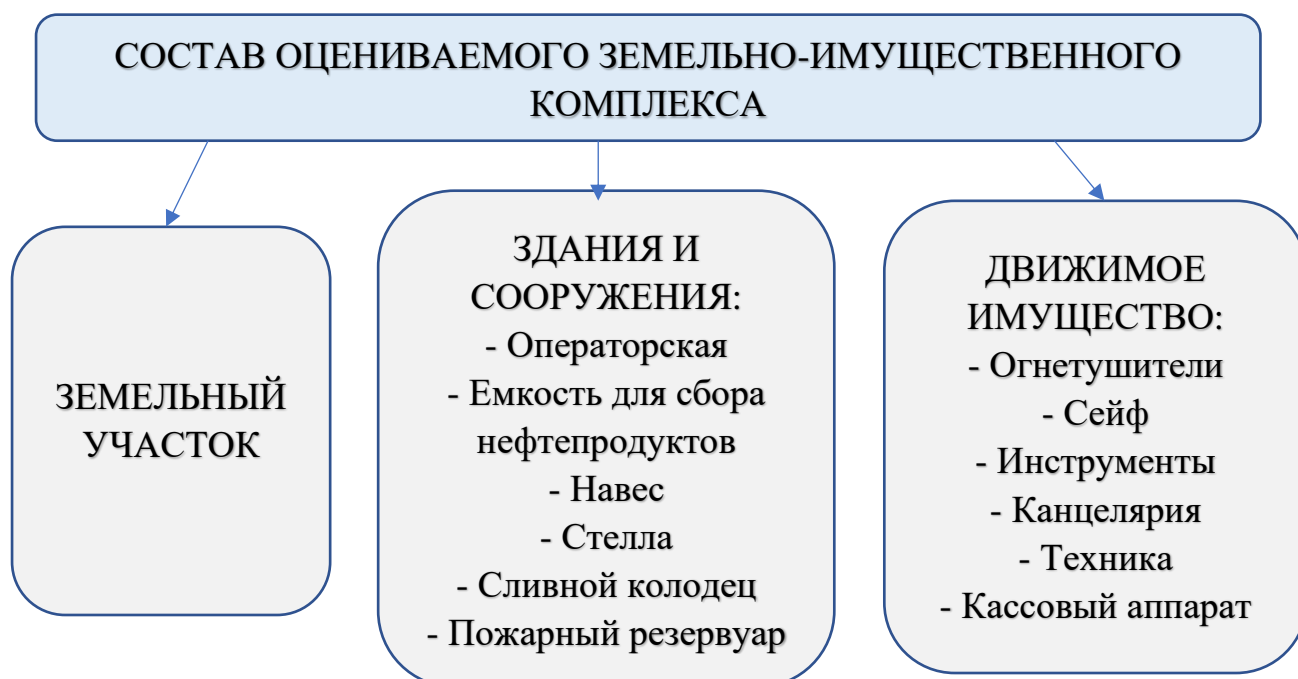 СОСТАВ ОЦЕНИВАЕМОГО ЗЕМЕЛЬНО-ИМУЩЕСТВЕННОГО
КОМПЛЕКСА
ЗЕМЕЛЬНЫЙ
УЧАСТОК
ЗДАНИЯ И
СООРУЖЕНИЯ:
- Операторская
- Емкость для сбора
нефтепродуктов
- Навес
- Стелла
- Сливной колодец
- Пожарный резервуар
ДВИЖИМОЕ
ИМУЩЕСТВО:
- Огнетушители
- Сейф
- Инструменты
- Канцелярия
- Техника
- Кассовый аппарат